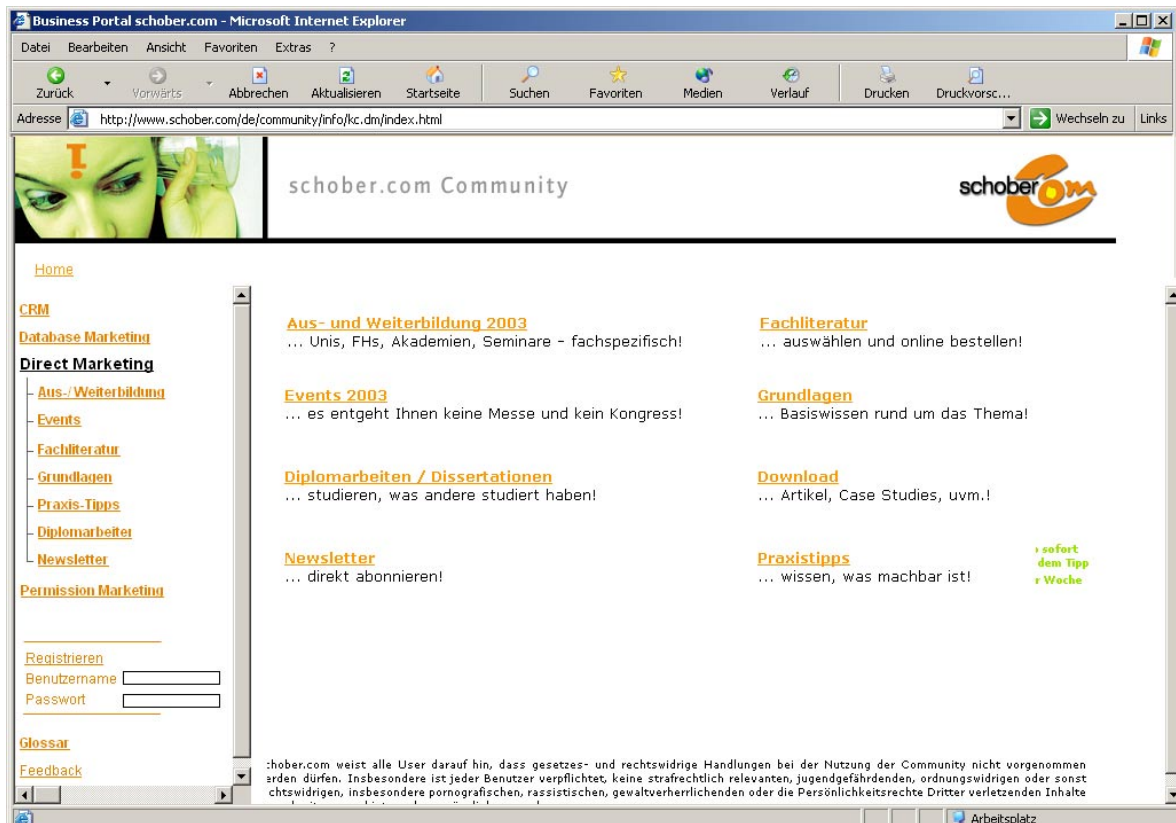 Business Portal schober.com - Microsoft Internet Explorer
Datei Bearbeiten Ansicht Favoriten Extras ?
Zurück Vorwärts Abbrechen Aktualisieren Startseite Suchen Favoriten Medien Verlauf Drucken Druckvorsc...
Adresse http://www.schober.com/de/community/info/kc.dm/index.html Wechseln zu Links
i
schober.com Community
schober com
Home
CRM
Database Marketing
Direct Marketing
Aus-/Weiterbildung
Events
Fachliteratur
Grundlagen
Praxis-Tipps
Diplomarbeiter
Newsletter
Permission Marketing
Registrieren
Benutzername
Passwort
Glossar
Feedback
Aus- und Weiterbildung 2003
... Unis, FHs, Akademien, Seminare - fachspezifisch!
Fachliteratur
... auswählen und online bestellen!
Events 2003
... es entgeht Ihnen keine Messe und kein Kongress!
Grundlagen
... Basiswissen rund um das Thema!
Diplomarbeiten / Dissertationen
... studieren, was andere studiert haben!
Download
... Artikel, Case Studies, uvm.!
Newsletter
... direkt abonnieren!
Praxistipps
... wissen, was machbar ist!
sofort
dem Tipp
r Woche
chober.com weist alle User darauf hin, dass gesetzes- und rechtswidrige Handlungen bei der Nutzung der Community nicht vorgenommen
erden dürfen. Insbesondere ist jeder Benutzer verpflichtet, keine strafrechtlich relevanten, jugendgefährdenden, ordnungswidrigen oder sonst
chtswidrigen, insbesondere pornografischen, rassistischen, gewaltverherrlichenden oder die Persönlichkeitsrechte Dritter verletzenden Inhalte
Arbeitsplatz